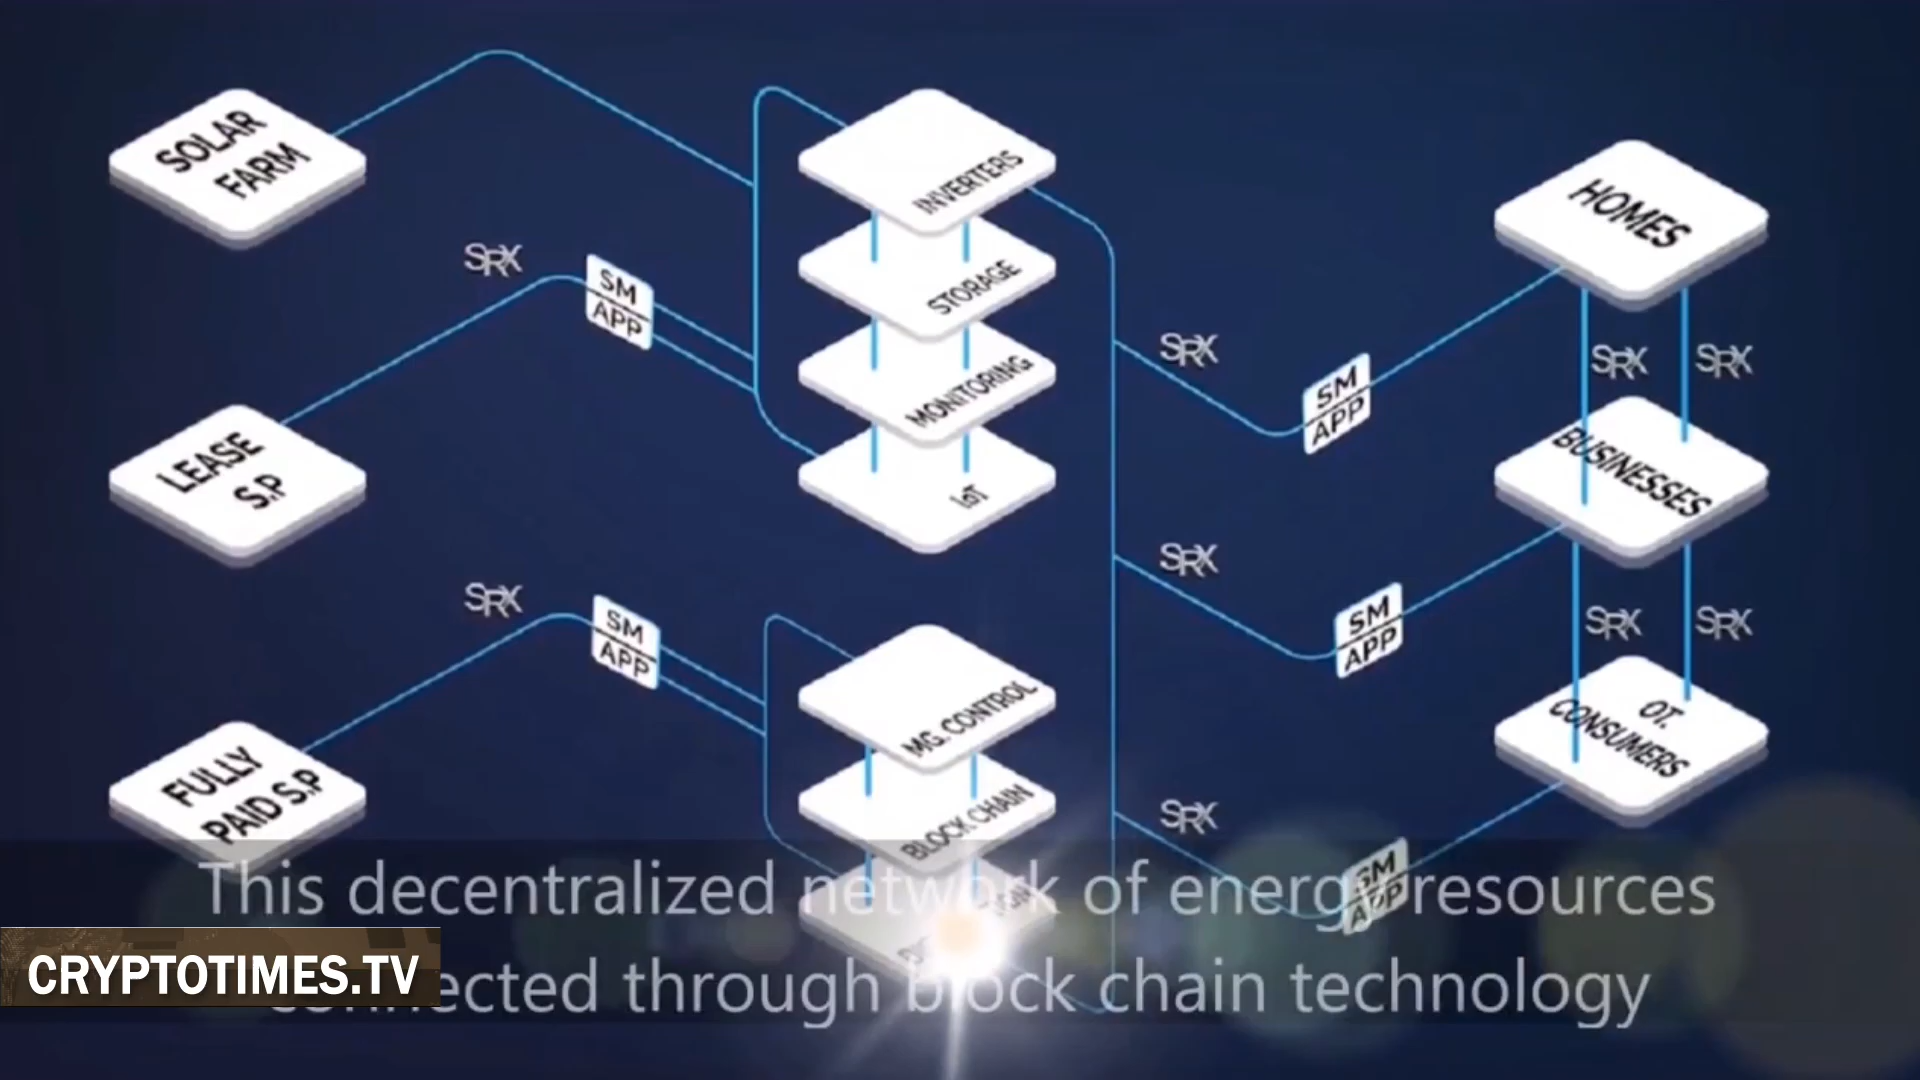 SOLAR
FARM
INVERTERS
STORAGE
MONITORING
IoT
HOMES
SRX
SM
APP
SRX
SM
APP
SRX
SRX
LEASE
S.P
BUSINESSES
SRX
SM
APP
SRX
SM
APP
SRX
SRX
FULLY
PAID S.P
MG. CONTROL
BLOCK CHAIN
OT.
CONSUMERS
SRX
SM
APP
This decentralized network of energy resources
connected through block chain technology
CRYPTOTIMES.TV